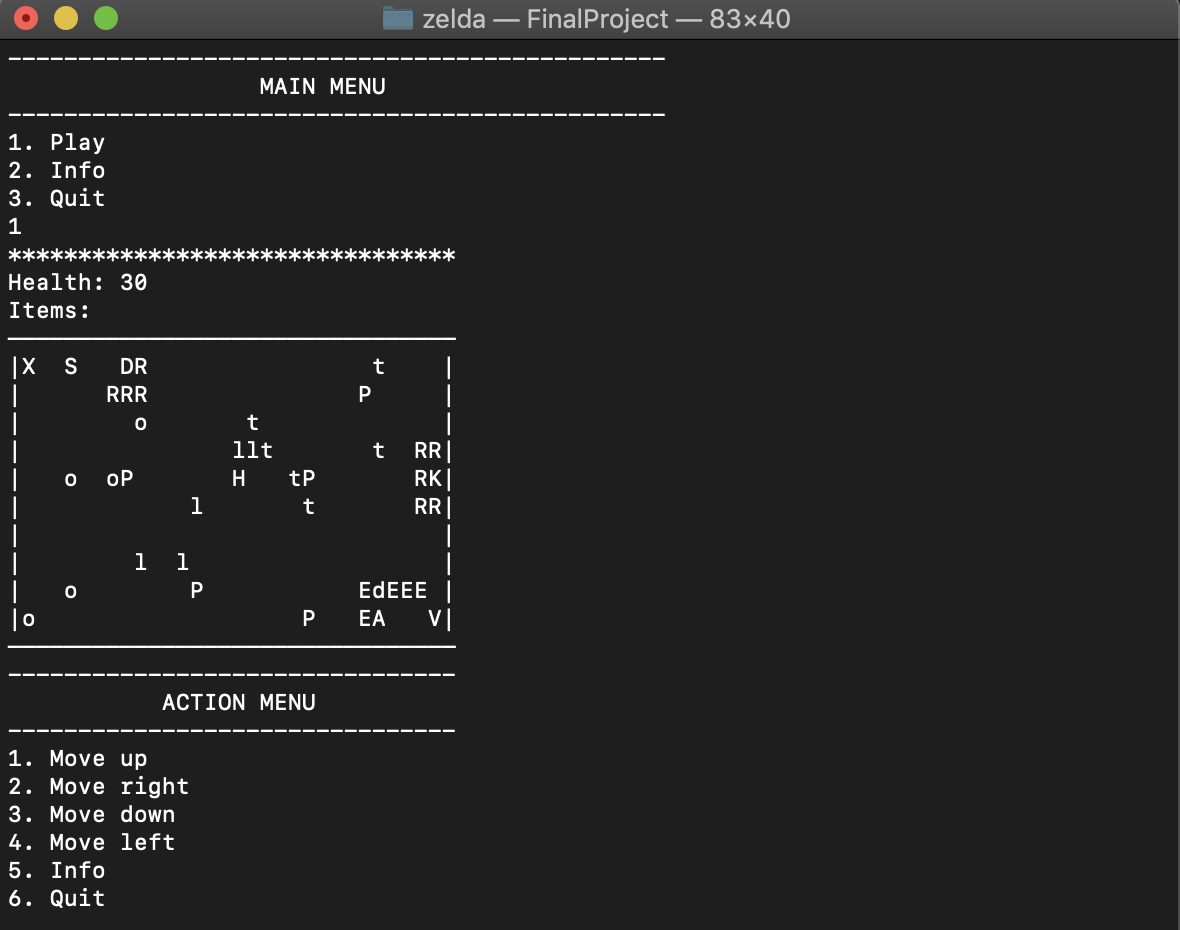 zelda — FinalProject — 83×40
-----------------------------------------------
                  MAIN MENU
-----------------------------------------------
1. Play
2. Info
3. Quit
1
********************************
Health: 30
Items:
————————————————————————————————
|X  S   DR                t    |
|      RRR               P     |
|        o       t             |
|               llt       t  RR|
|   o  oP       H   tP       RK|
|            l       t       RR|
|                              |
|        l  l                  |
|   o        P           EdEEE |
|o                   P   EA   V|
————————————————————————————————
--------------------------------
           ACTION MENU
--------------------------------
1. Move up
2. Move right
3. Move down
4. Move left
5. Info
6. Quit